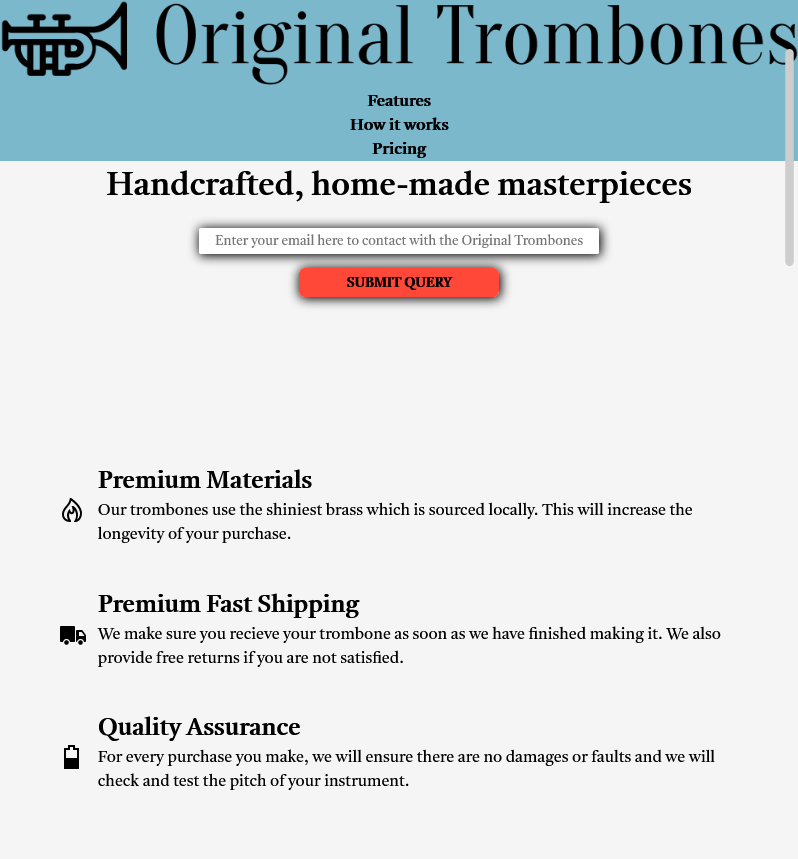 Original Trombones
Features
How it works
Pricing
Handcrafted, home-made masterpieces
Enter your email here to contact with the Original Trombones
SUBMIT QUERY
Premium Materials
Our trombones use the shiniest brass which is sourced locally. This will increase the
longevity of your purchase.
Premium Fast Shipping
We make sure you recieve your trombone as soon as we have finished making it. We also
provide free returns if you are not satisfied.
Quality Assurance
For every purchase you make, we will ensure there are no damages or faults and we will
check and test the pitch of your instrument.